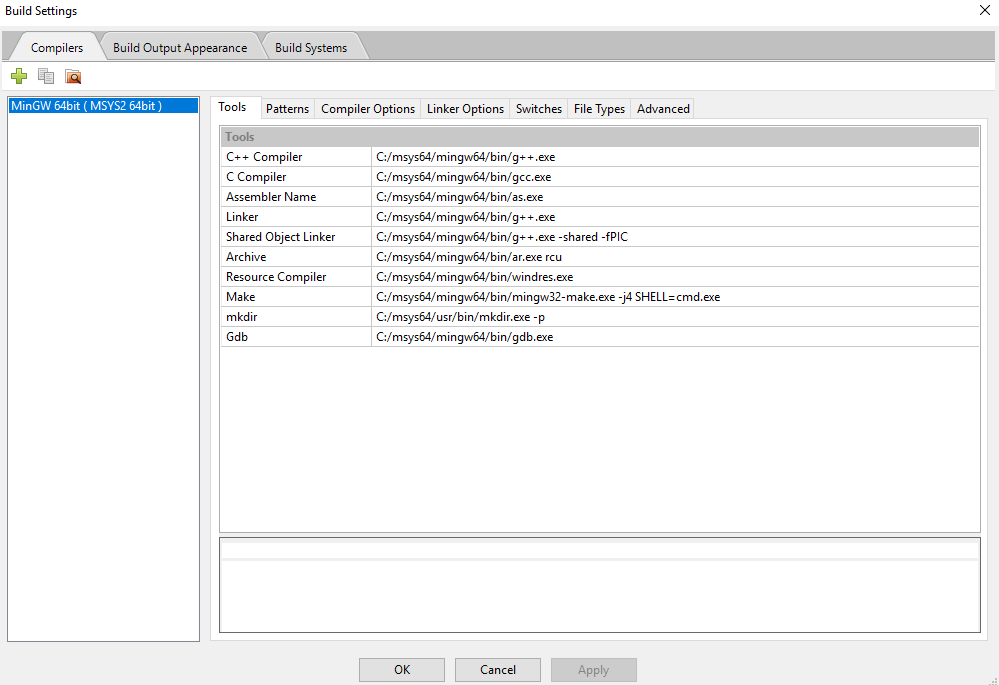 Build Settings
Compilers Build Output Appearance Build Systems
MinGW 64bit ( MSYS2 64bit )
Tools Patterns Compiler Options Linker Options Switches File Types Advanced
Tools
C++ Compiler C:/msys64/mingw64/bin/g++.exe
C Compiler C:/msys64/mingw64/bin/gcc.exe
Assembler Name C:/msys64/mingw64/bin/as.exe
Linker C:/msys64/mingw64/bin/g++.exe
Shared Object Linker C:/msys64/mingw64/bin/g++.exe -shared -fPIC
Archive C:/msys64/mingw64/bin/ar.exe rcu
Resource Compiler C:/msys64/mingw64/bin/windres.exe
Make C:/msys64/mingw64/bin/mingw32-make.exe -j4 SHELL=cmd.exe
mkdir C:/msys64/usr/bin/mkdir.exe -p
Gdb C:/msys64/mingw64/bin/gdb.exe
OK Cancel Apply